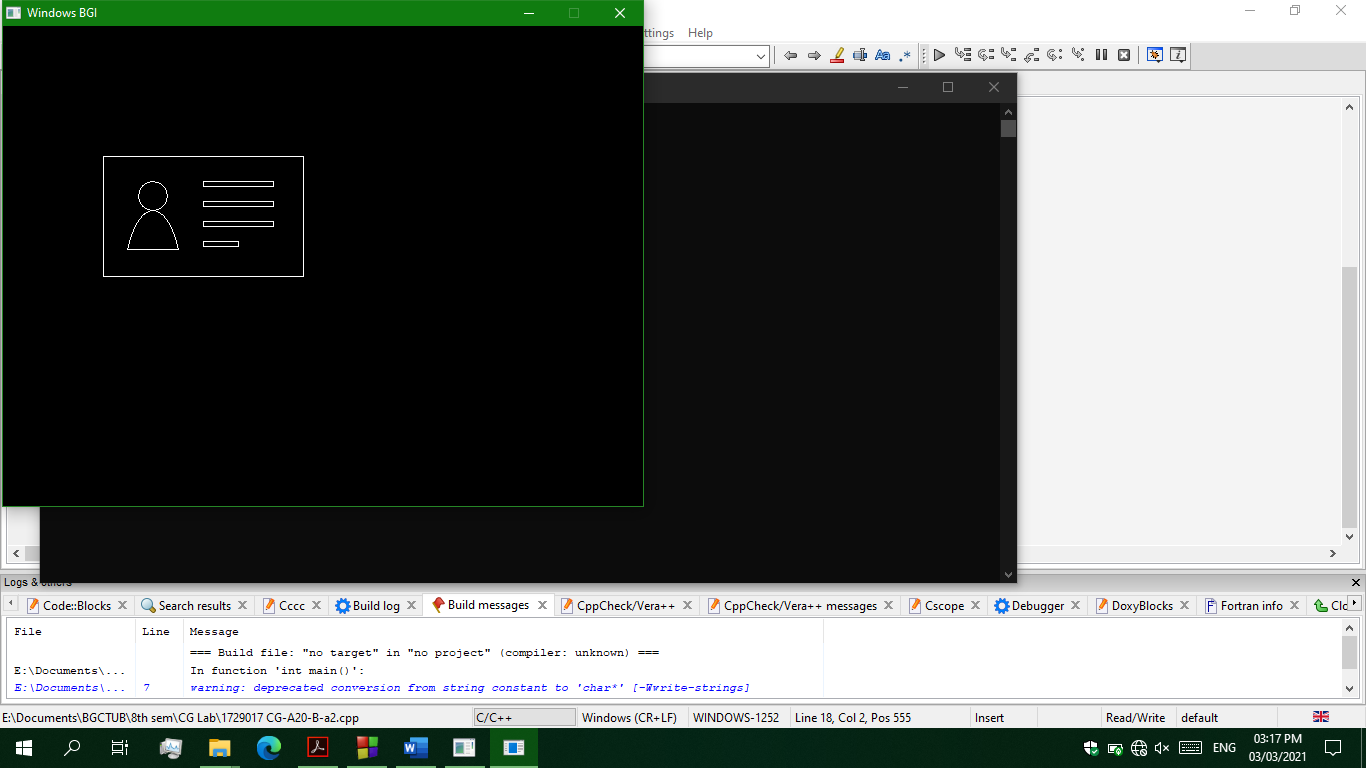 Windows BGI
ttings Help
Logs & others
Code::Blocks Search results Cccc Build log Build messages CppCheck/Vera++ CppCheck/Vera++ messages Cscope Debugger DoxyBlocks Fortran info Clo
File Line Message
=== Build file: "no target" in "no project" (compiler: unknown) ===
E:\Documents\... In function 'int main()':
E:\Documents\... 7 warning: deprecated conversion from string constant to 'char*' [-Wwrite-strings]
E:\Documents\BGCTUB\8th sem\CG Lab\1729017 CG-A20-B-a2.cpp C/C++ Windows (CR+LF) WINDOWS-1252 Line 18, Col 2, Pos 555 Insert Read/Write default
ENG 03:17 PM
03/03/2021